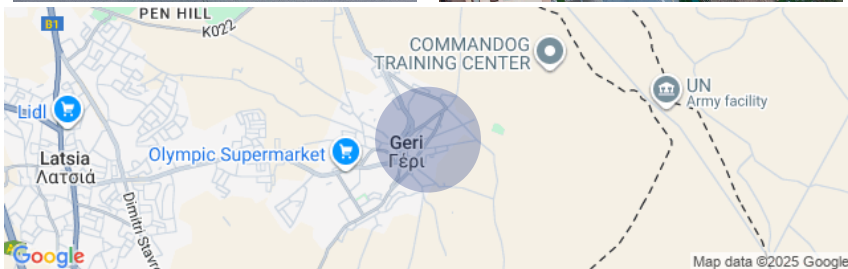 PEN HILL
B1
K022
COMMANDOG
TRAINING CENTER
UN
Army facility
Lidl
Geri
Γέρι
Olympic Supermarket
Latsia
Λατσιά
Dimitri Stavro
Google
Map data ©2025 Google